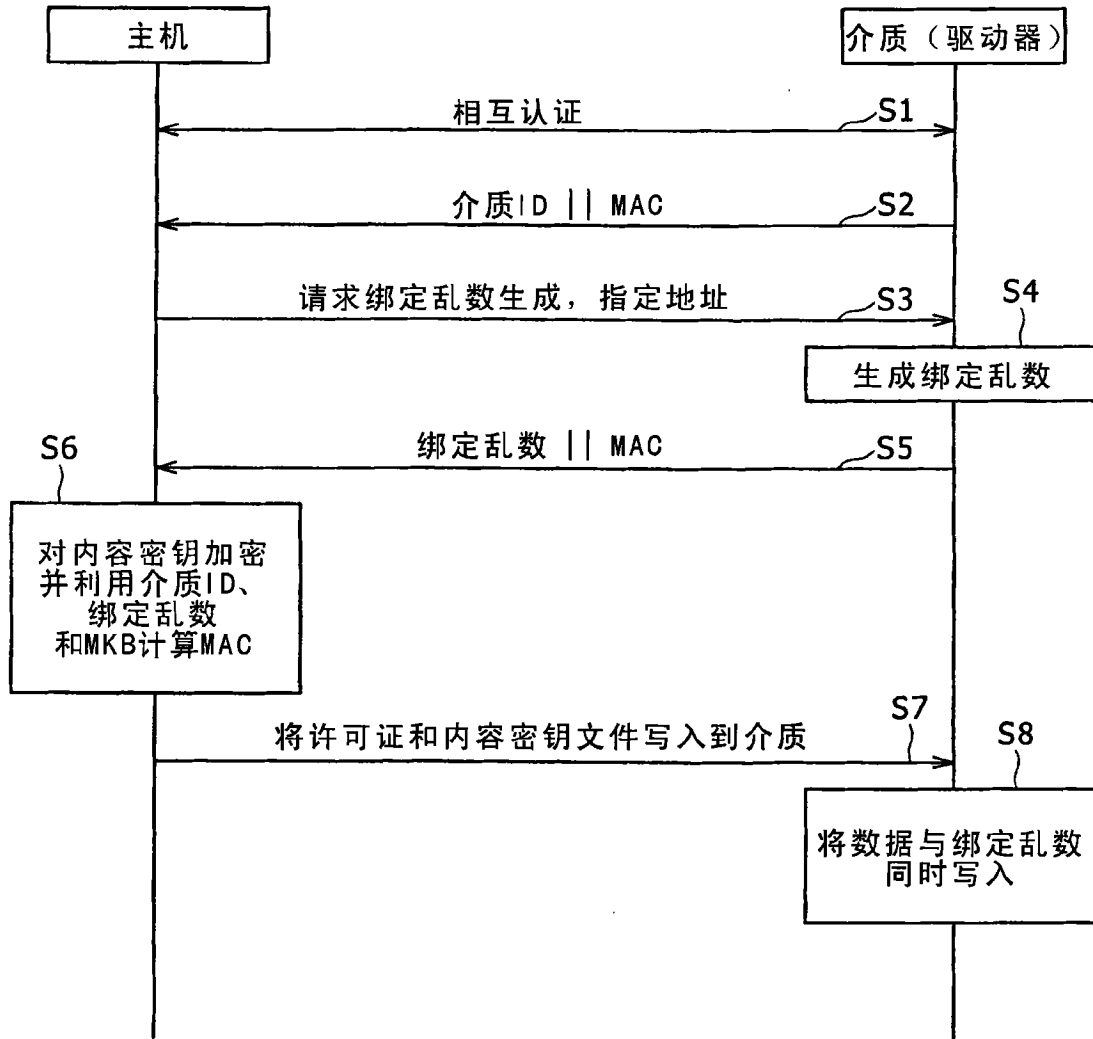 主机
介质（驱动器）
相互认证
S1
介质ID || MAC
S2
请求绑定乱数生成，指定地址
S3
S4
生成绑定乱数
绑定乱数 || MAC
S5
S6
对内容密钥加密
并利用介质ID、
绑定乱数
和MKB计算MAC
将许可证和内容密钥文件写入到介质
S7
S8
将数据与绑定乱数
同时写入